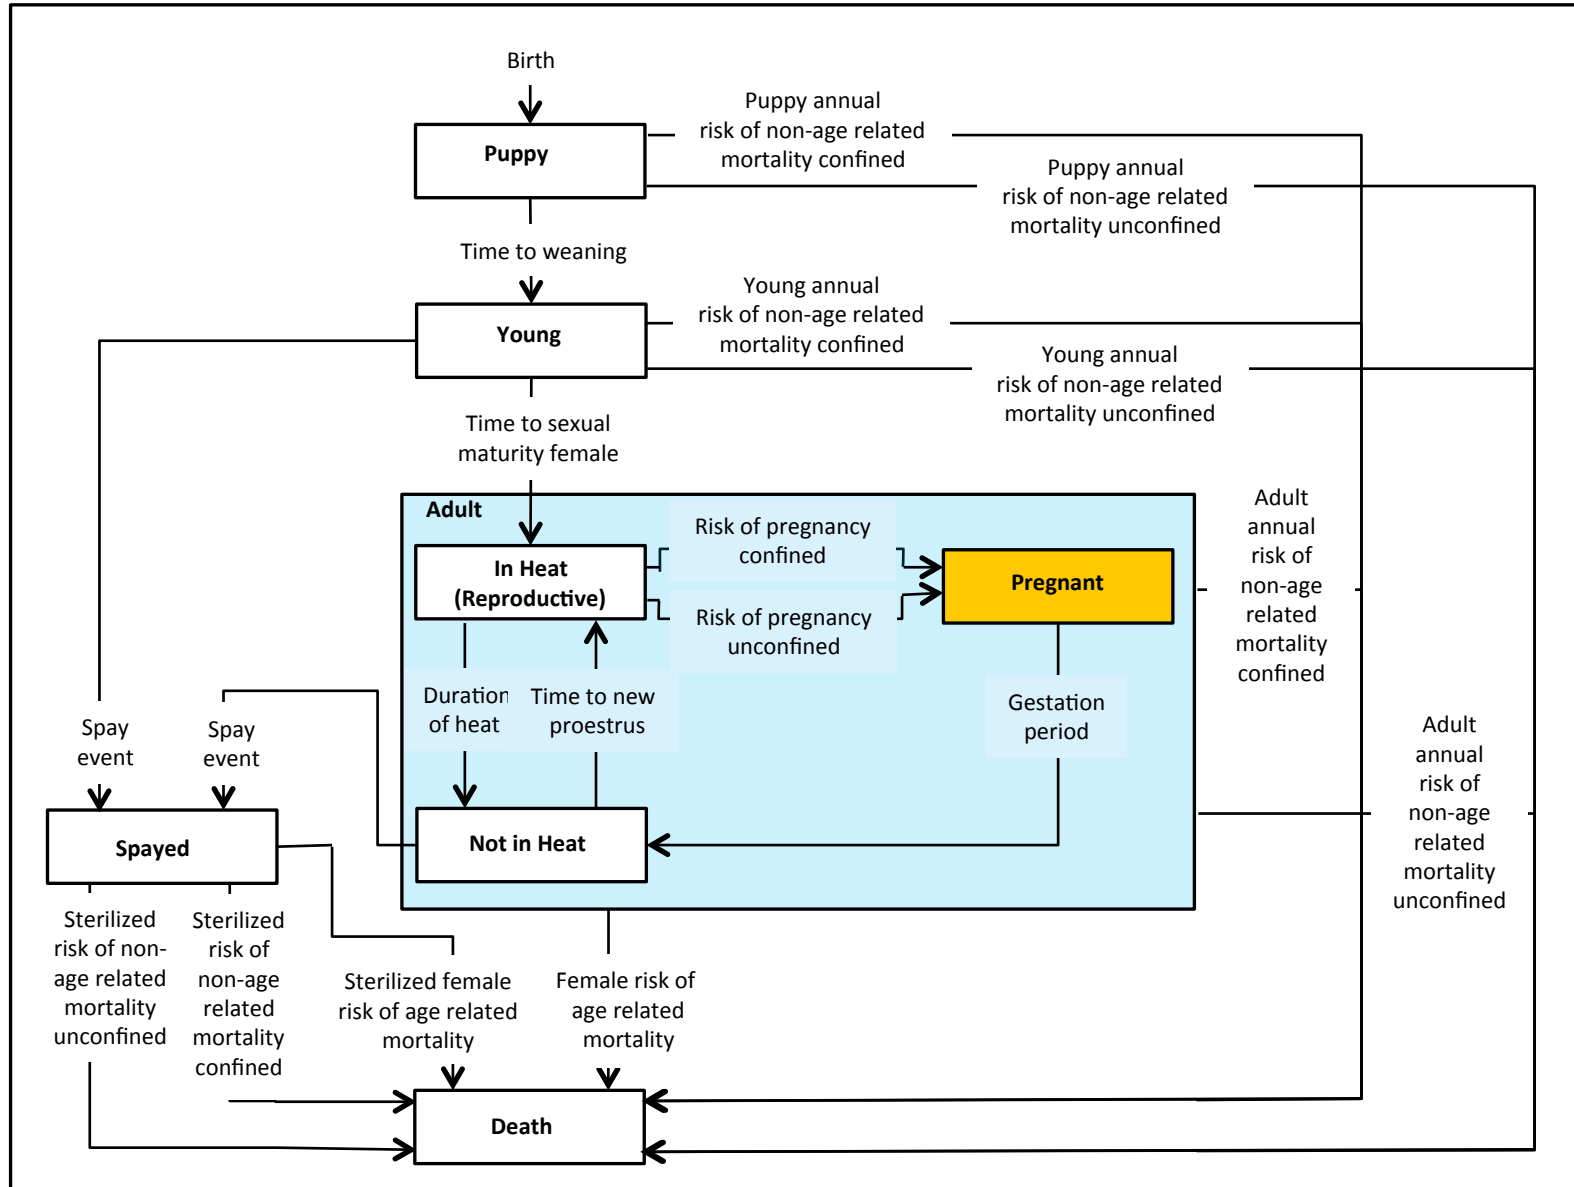 Birth
Puppy
Puppy annual
risk of non-age related
mortality confined
Puppy annual
risk of non-age related
mortality unconfined
Time to weaning
Young
Young annual
risk of non-age related
mortality confined
Young annual
risk of non-age related
mortality unconfined
Time to sexual
maturity female
Adult
In Heat
(Reproductive)
Risk of pregnancy
confined
Risk of pregnancy
unconfined
Pregnant
Adult
annual
risk of
non-age
related
mortality
confined
Duration
of heat
Time to new
proestrus
Gestation
period
Spay
event
Spay
event
Adult
annual
risk of
non-age
related
mortality
unconfined
Spayed
Not in Heat
Sterilized
risk of non-
age related
mortality
unconfined
Sterilized
risk of
non-age
related
mortality
confined
Sterilized female
risk of age related
mortality
Female risk of
age related
mortality
Death